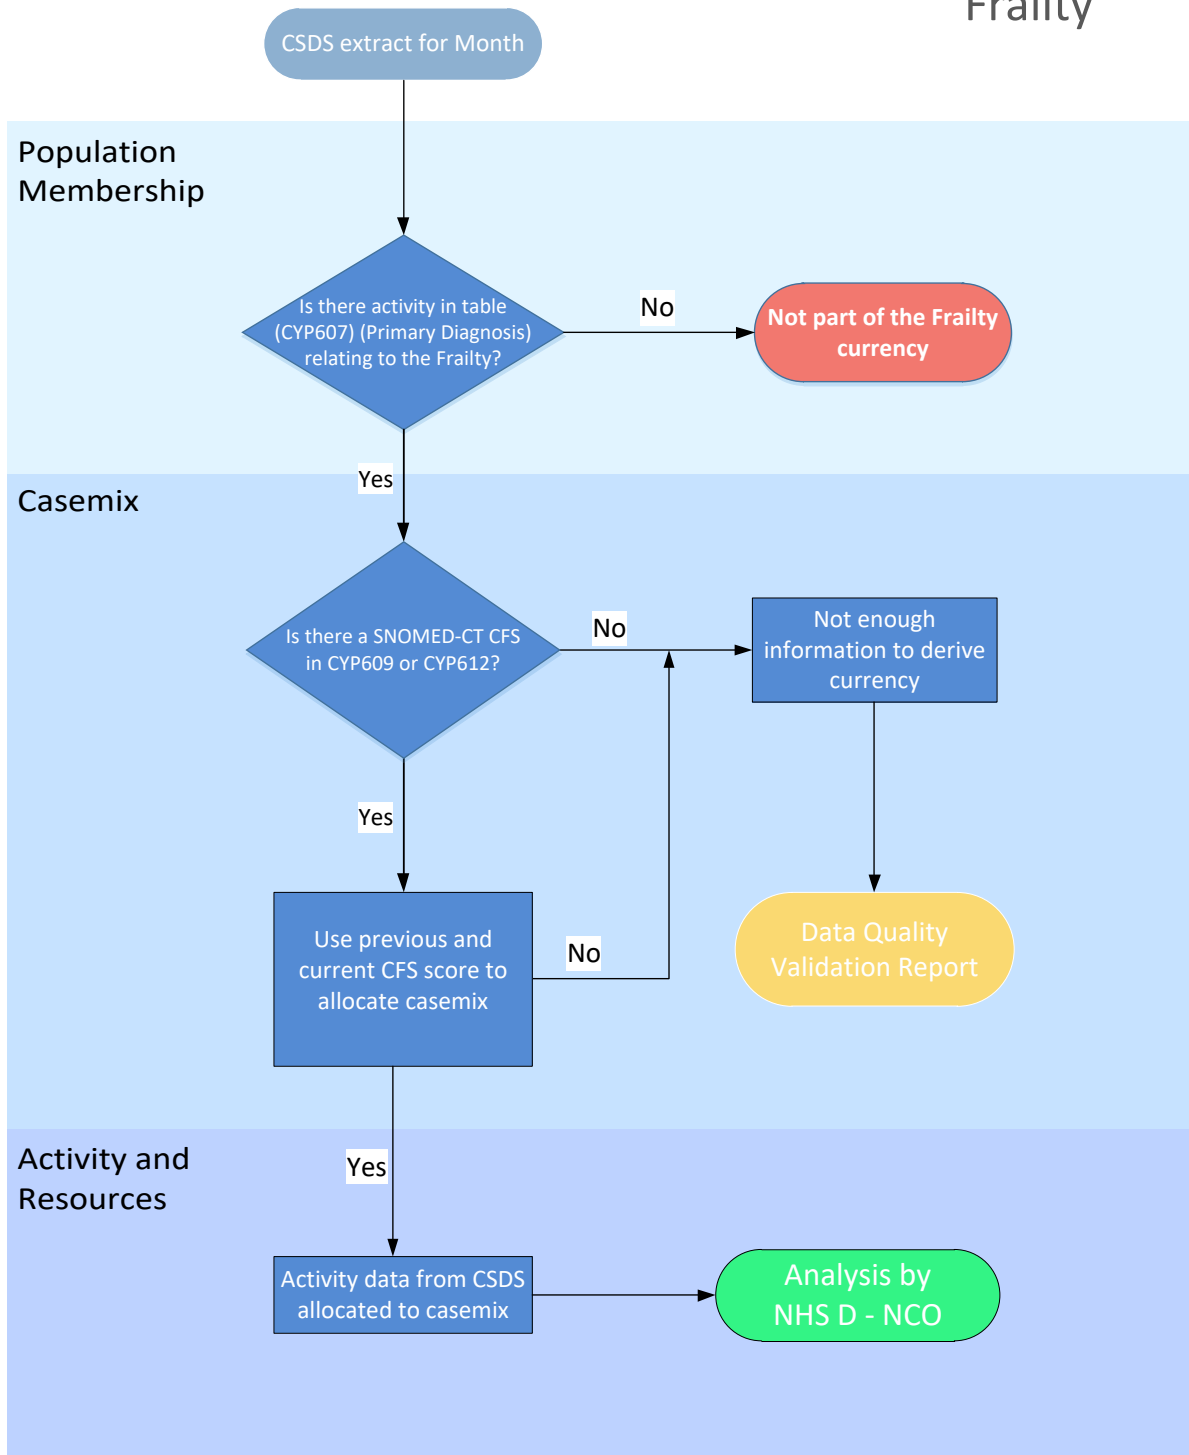 Frailty
CSDS extract for Month
Population
Membership
Is there activity in table
(CYP607) (Primary Diagnosis)
relating to the Frailty?
No
Not part of the Frailty
currency
Yes
Casemix
Is there a SNOMED-CT CFS
in CYP609 or CYP612?
No
Not enough
information to derive
currency
Yes
Use previous and
current CFS score to
allocate casemix
No
Data Quality
Validation Report
Activity and
Resources
Yes
Activity data from CSDS
allocated to casemix
Analysis by
NHS D - NCO